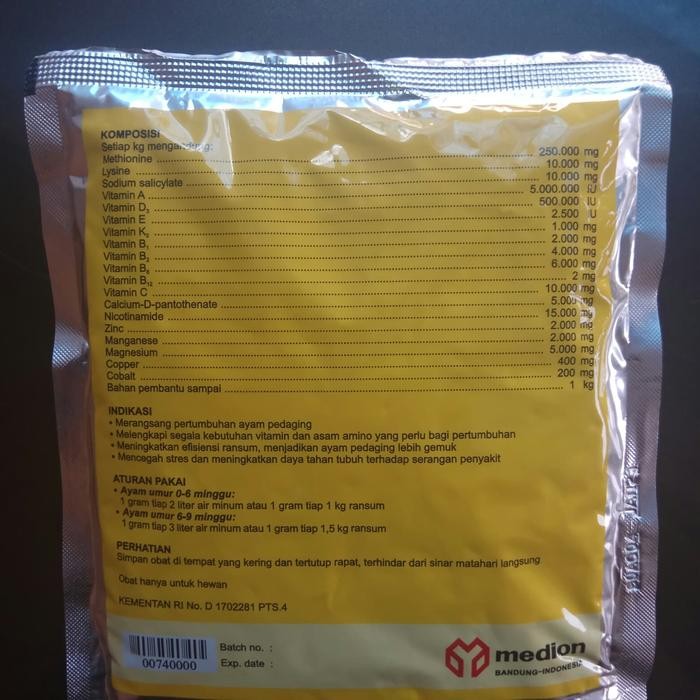 KOMPOSISI
Setiap kg mengandung:
Methionine ........ 250.000 mg
Lysine ........ 10.000 mg
Sodium salicylate ........ 10.000 mg
Vitamin A ........ 5.000.000 IU
Vitamin D₃ ........ 500.000 IU
Vitamin E ........ 2.500 IU
Vitamin K₃ ........ 1.000 mg
Vitamin B₁ ........ 2.000 mg
Vitamin B₂ ........ 4.000 mg
Vitamin B₆ ........ 6.000 mg
Vitamin B₁₂ ........ 2 mg
Vitamin C ........ 10.000 mg
Calcium-D-pantothenate ........ 5.000 mg
Nicotinamide ........ 15.000 mg
Zinc ........ 2.000 mg
Manganese ........ 2.000 mg
Magnesium ........ 5.000 mg
Copper ........ 400 mg
Cobalt ........ 200 mg
Bahan pembantu sampai ........ 1 kg
INDIKASI
• Merangsang pertumbuhan ayam pedaging
• Melengkapi segala kebutuhan vitamin dan asam amino yang perlu bagi pertumbuhan
• Meningkatkan efisiensi ransum, menjadikan ayam pedaging lebih gemuk
• Mencegah stres dan meningkatkan daya tahan tubuh terhadap serangan penyakit
ATURAN PAKAI
• Ayam umur 0-6 minggu:
1 gram tiap 2 liter air minum atau 1 gram tiap 1 kg ransum
• Ayam umur 6-9 minggu:
1 gram tiap 3 liter air minum atau 1 gram tiap 1,5 kg ransum
PERHATIAN
Simpan obat di tempat yang kering dan tertutup rapat, terhindar dari sinar matahari langsung
Obat hanya untuk hewan
KEMENTAN RI No. D 1702281 PTS.4
00740000
Batch no. :
Exp. date :
medion
BANDUNG-INDONESIA